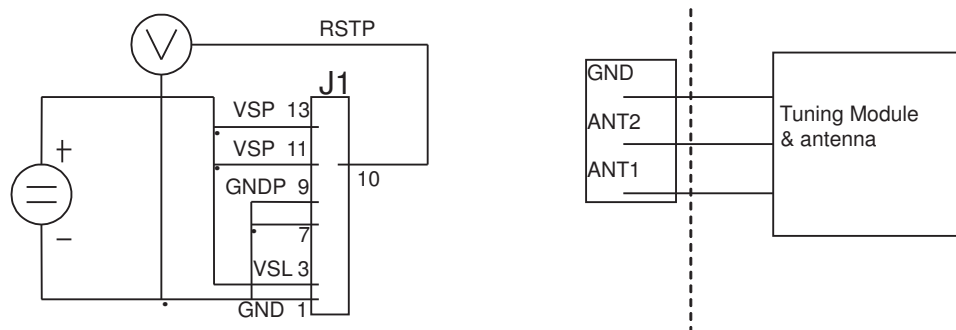 RSTP
V
J1
VSP 13
VSP 11
10
GNDP 9
7
VSL 3
GND 1
+
−
GND
ANT2
ANT1
Tuning Module
& antenna